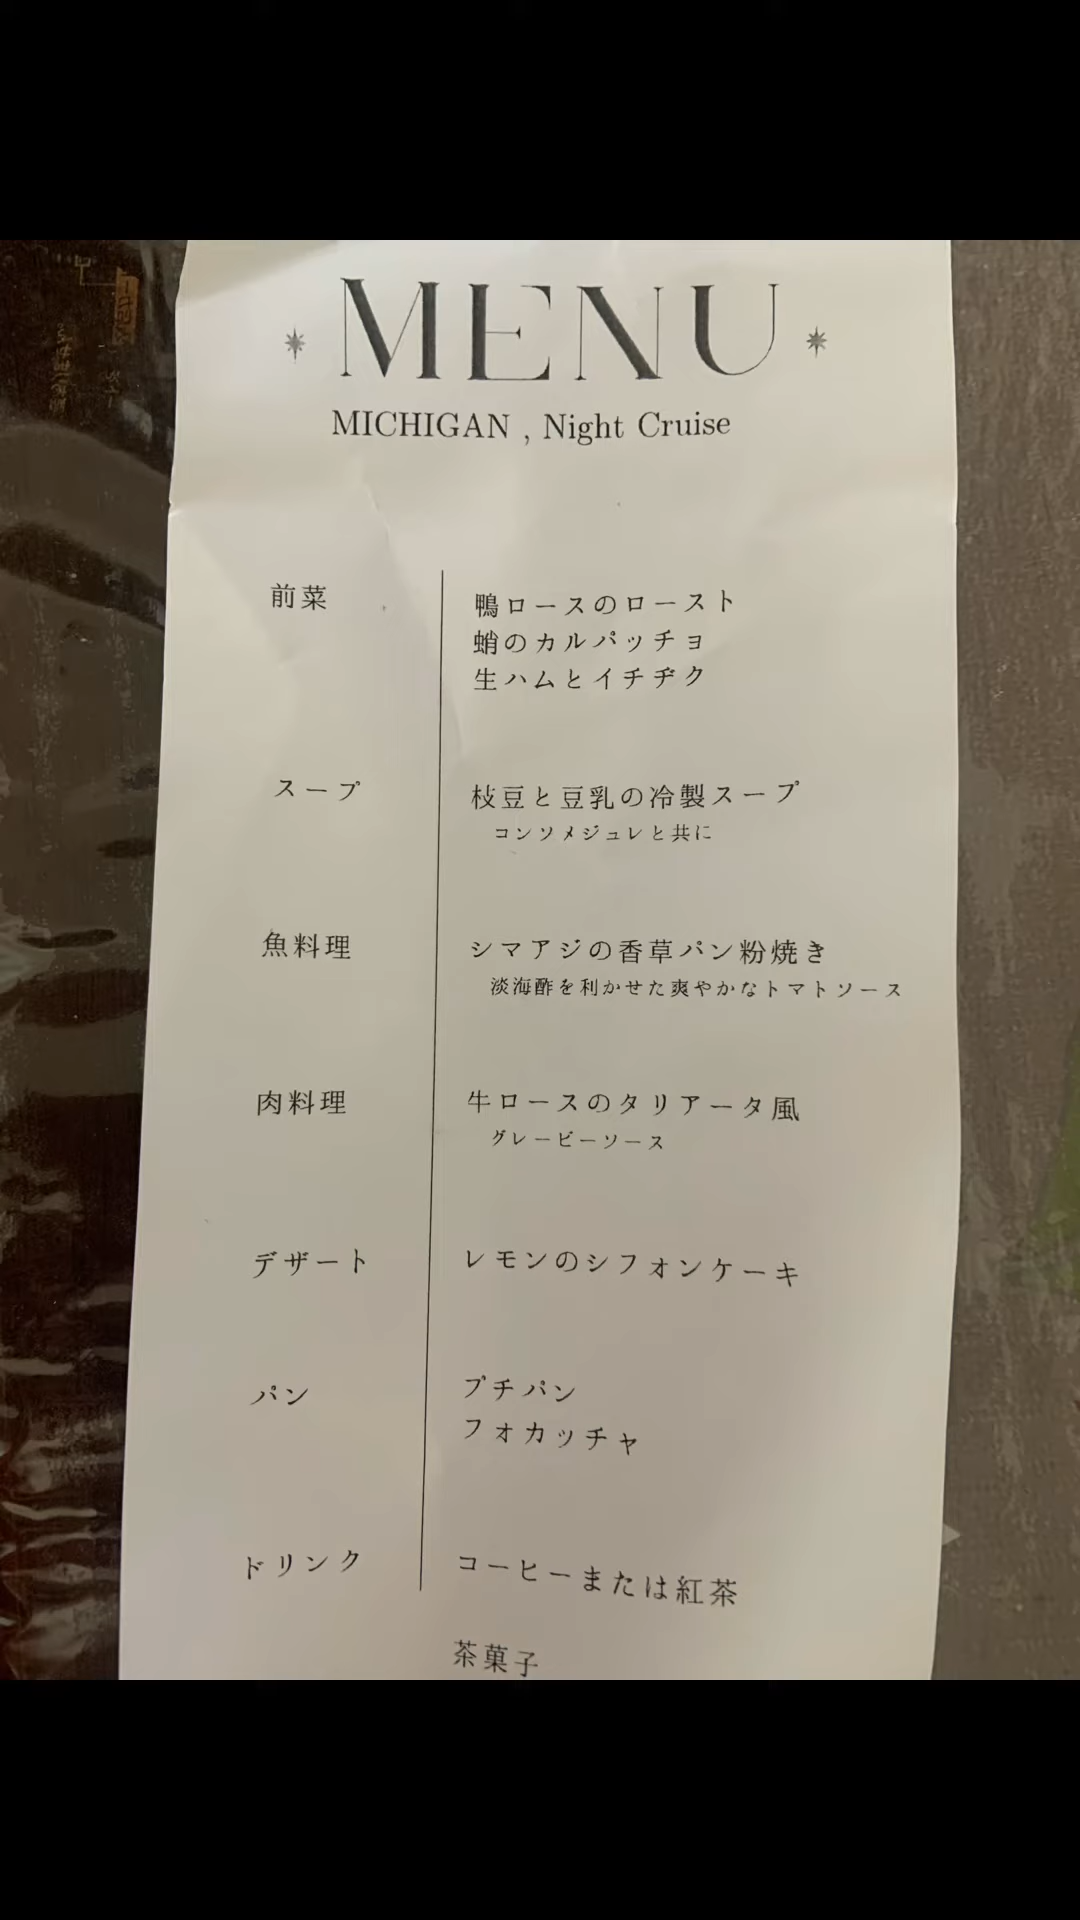 MENU
MICHIGAN , Night Cruise
前菜
鴨ロースのロースト
蛸のカルパッチョ
生ハムとイチヂク
スープ
枝豆と豆乳の冷製スープ
コンソメジュレと共に
魚料理
シマアジの香草パン粉焼き
淡海酢を利かせた爽やかなトマトソース
肉料理
牛ロースのタリアータ風
グレービーソース
デザート
レモンのシフォンケーキ
パン
プチパン
フォカッチャ
ドリンク
コーヒーまたは紅茶
茶菓子